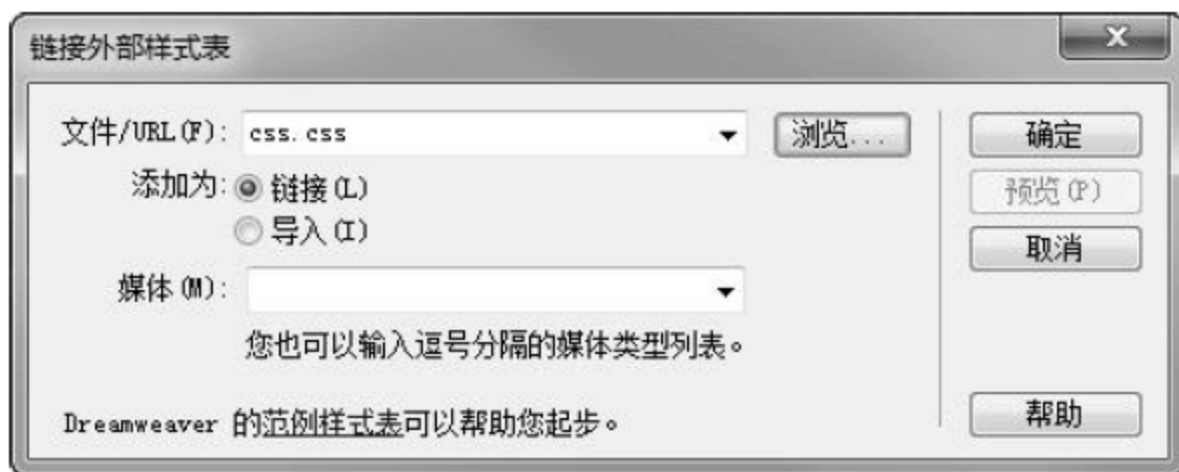 链接外部样式表
文件/URL(F): css.css 浏览... 确定
添加为: 链接(L) 预览(P)
导入(I) 取消
媒体(M):
您也可以输入逗号分隔的媒体类型列表。
Dreamweaver 的范例样式表可以帮助您起步。 帮助